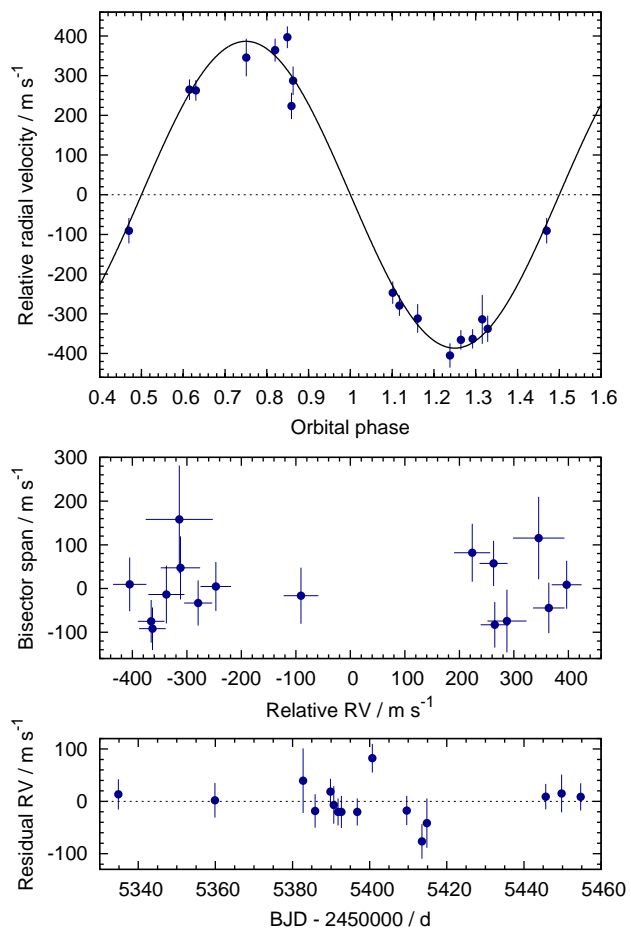 400
300
200
100
0
-100
-200
-300
-400
Relative radial velocity / m s⁻¹
0.4 0.5 0.6 0.7 0.8 0.9 1 1.1 1.2 1.3 1.4 1.5 1.6
Orbital phase
300
200
100
0
-100
Bisector span / m s⁻¹
-400 -300 -200 -100 0 100 200 300 400
Relative RV / m s⁻¹
100
0
-100
Residual RV / m s⁻¹
5340 5360 5380 5400 5420 5440 5460
BJD - 2450000 / d